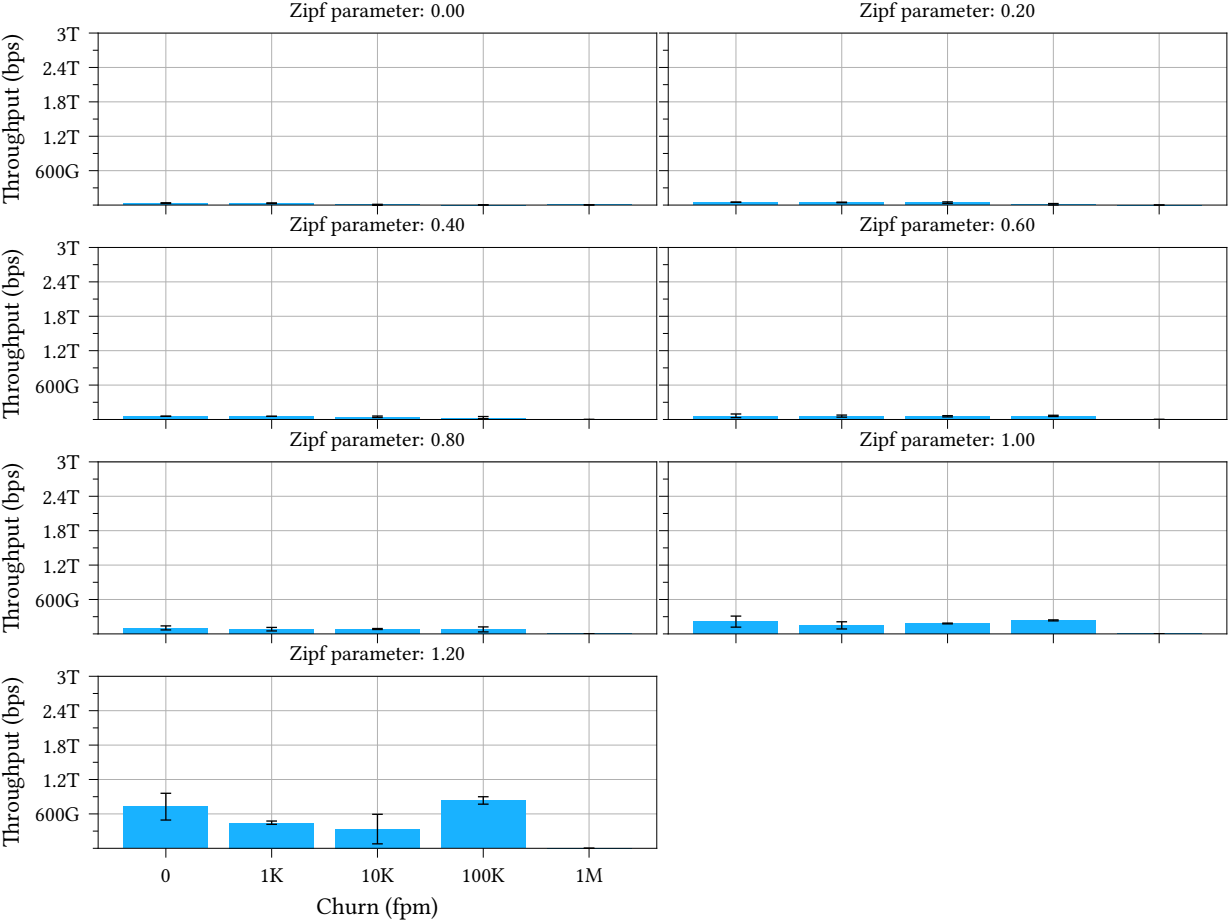 Zipf parameter: 0.00
Zipf parameter: 0.20
Throughput (bps)
3T
2.4T
1.8T
1.2T
600G
Zipf parameter: 0.40
Zipf parameter: 0.60
Throughput (bps)
3T
2.4T
1.8T
1.2T
600G
Zipf parameter: 0.80
Zipf parameter: 1.00
Throughput (bps)
3T
2.4T
1.8T
1.2T
600G
Zipf parameter: 1.20
Throughput (bps)
3T
2.4T
1.8T
1.2T
600G
0 1K 10K 100K 1M
Churn (fpm)